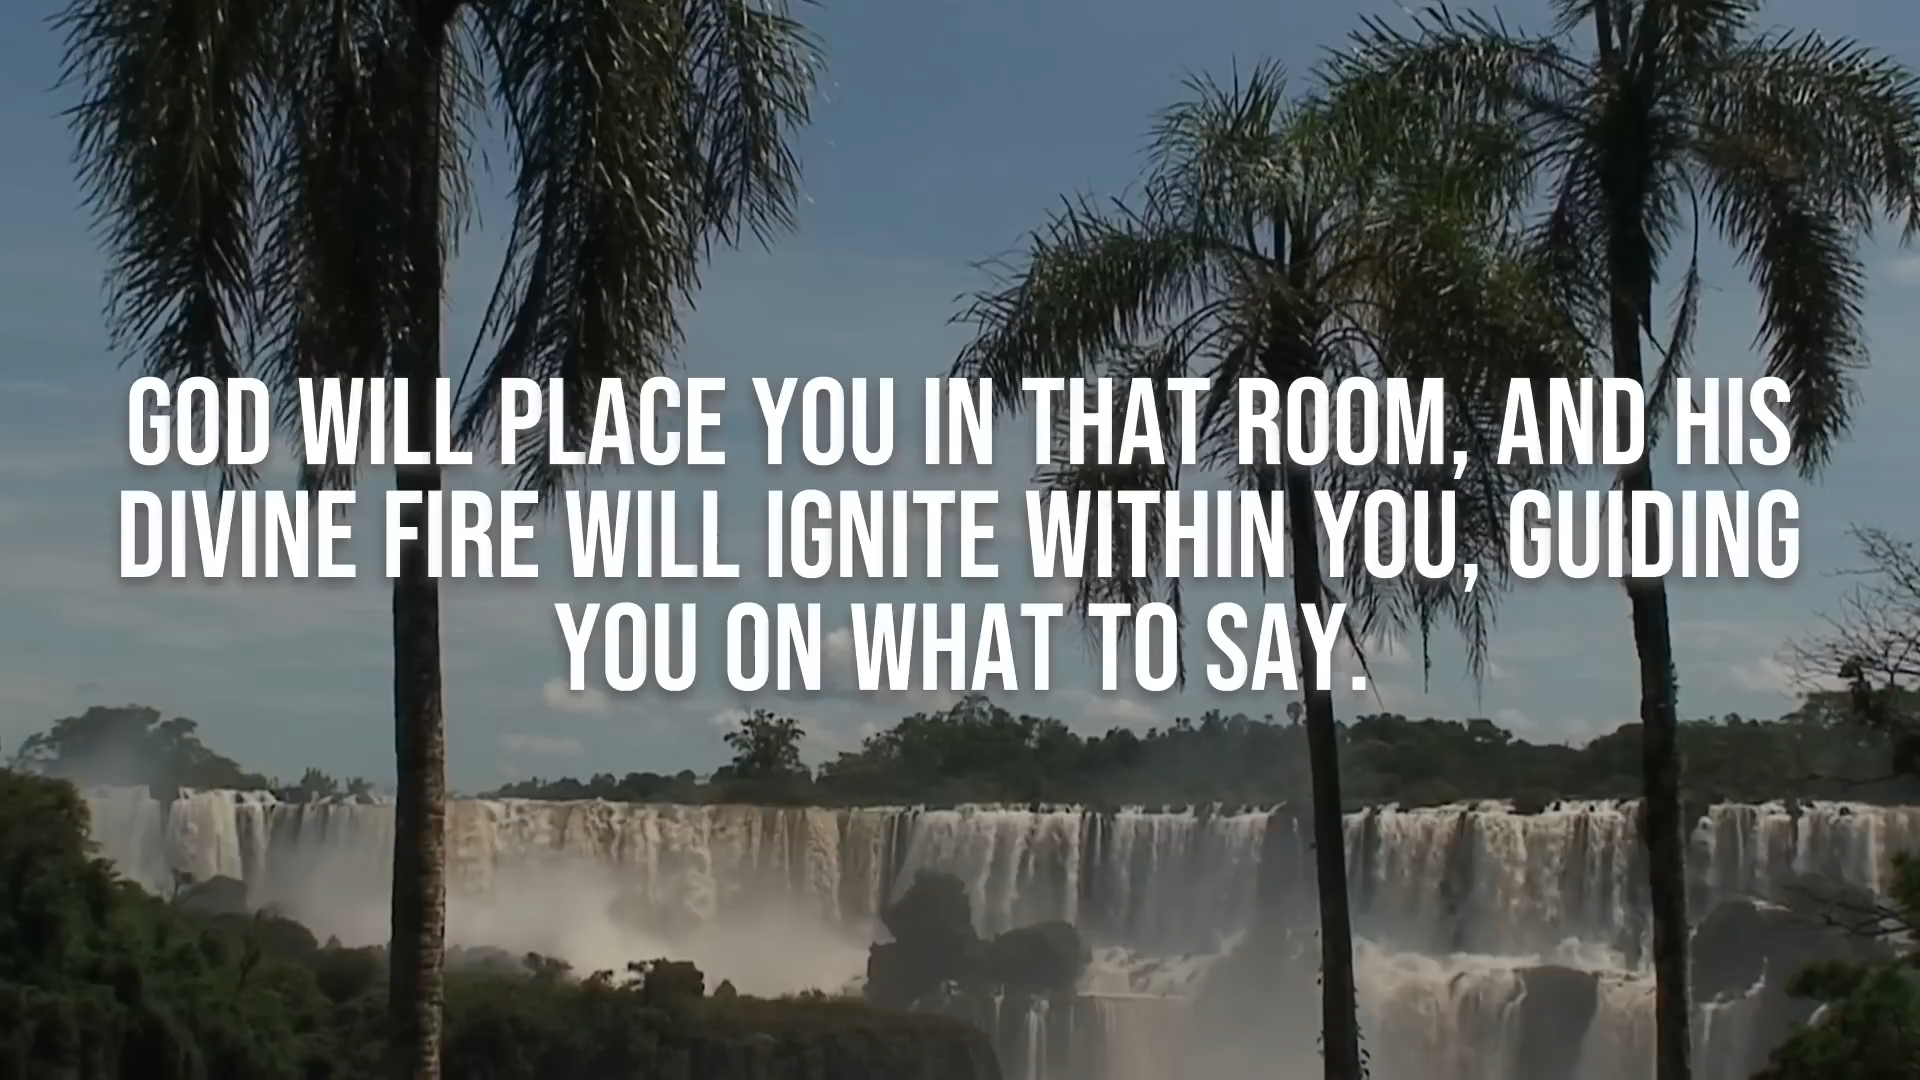 GOD WILL PLACE YOU IN THAT ROOM, AND HIS
DIVINE FIRE WILL IGNITE WITHIN YOU, GUIDING
YOU ON WHAT TO SAY.